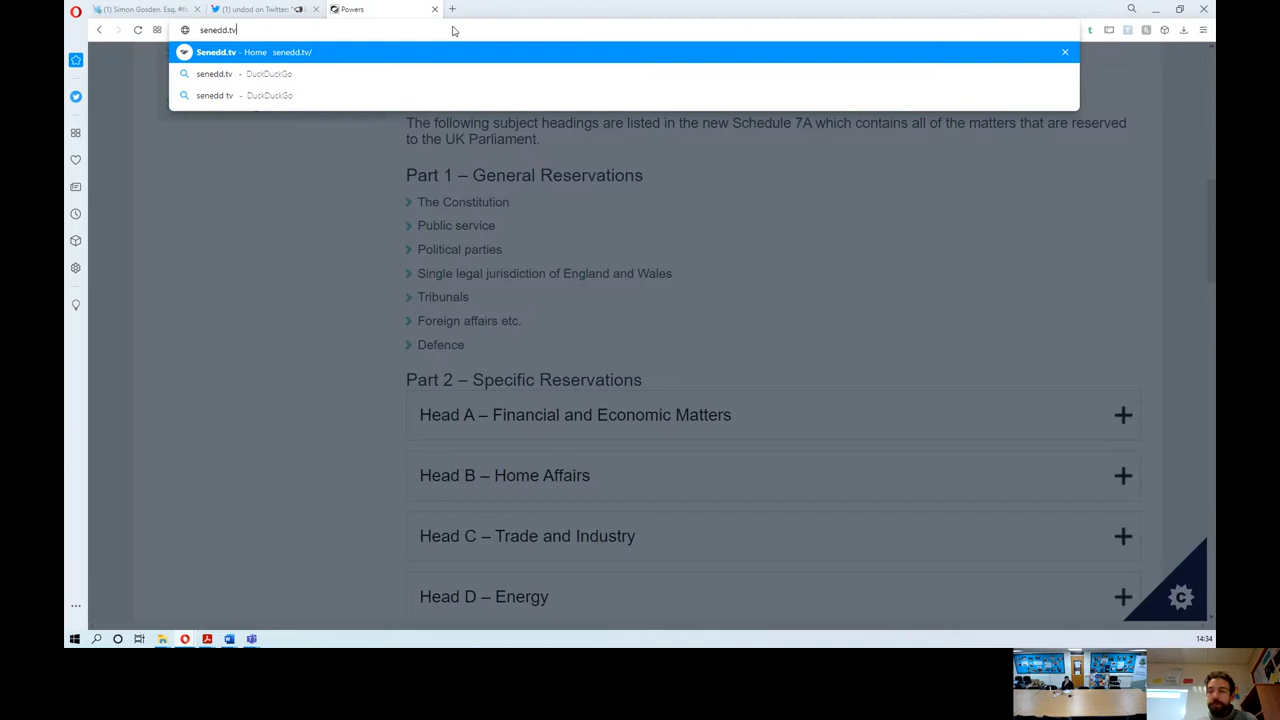 (1) Simon Gosden. Esq. #fb
(1) undod on Twitter: "
Powers
senedd.tv
Senedd.tv - Home senedd.tv/
senedd.tv - DuckDuckGo
senedd tv - DuckDuckGo
The following subject headings are listed in the new Schedule 7A which contains all of the matters that are reserved
to the UK Parliament.
Part 1 – General Reservations
The Constitution
Public service
Political parties
Single legal jurisdiction of England and Wales
Tribunals
Foreign affairs etc.
Defence
Part 2 – Specific Reservations
Head A – Financial and Economic Matters
Head B – Home Affairs
Head C – Trade and Industry
Head D – Energy
C
14:34